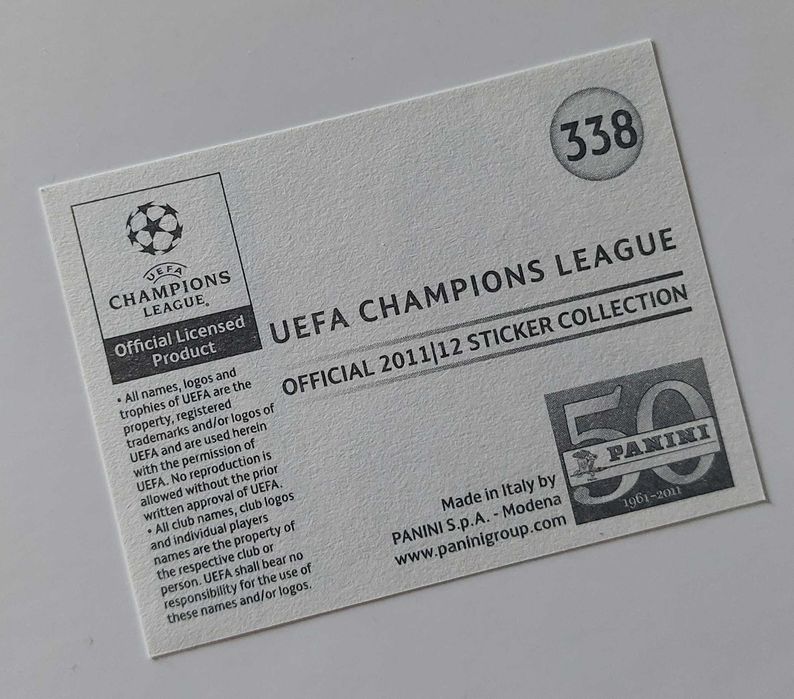 338
UEFA
CHAMPIONS
LEAGUE®
Official Licensed
Product
UEFA CHAMPIONS LEAGUE
OFFICIAL 2011|12 STICKER COLLECTION
• All names, logos and
trophies of UEFA are the
property, registered
trademarks and/or logos of
UEFA and are used herein
with the permission of
UEFA. No reproduction is
allowed without the prior
written approval of UEFA.
• All club names, club logos
and individual players
names are the property of
the respective club or
person. UEFA shall bear no
responsibility for the use of
these names and/or logos.
50
PANINI
1961-2011
Made in Italy by
PANINI S.p.A. - Modena
www.paninigroup.com